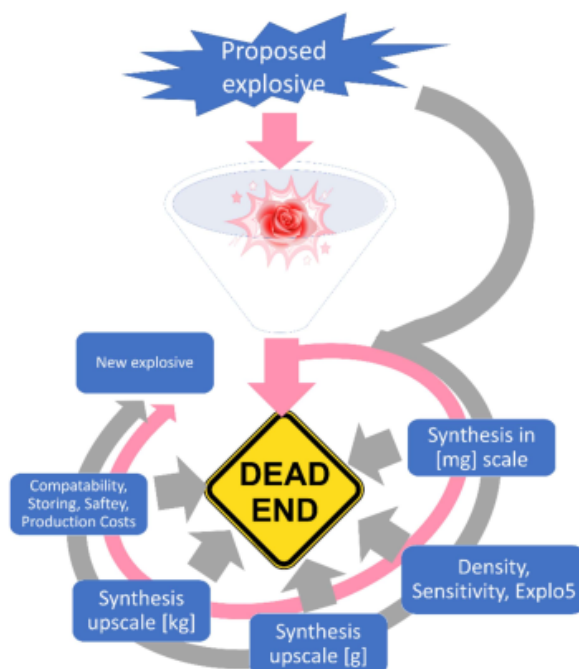 Proposed
explosive
New explosive
DEAD
END
Synthesis in
[mg] scale
Compatability,
Storing, Saftey,
Production Costs
Density,
Sensitivity, Explo5
Synthesis
upscale [kg]
Synthesis
upscale [g]